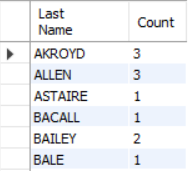 Last
Name Count
AKROYD 3
ALLEN 3
ASTAIRE 1
BACALL 1
BAILEY 2
BALE 1